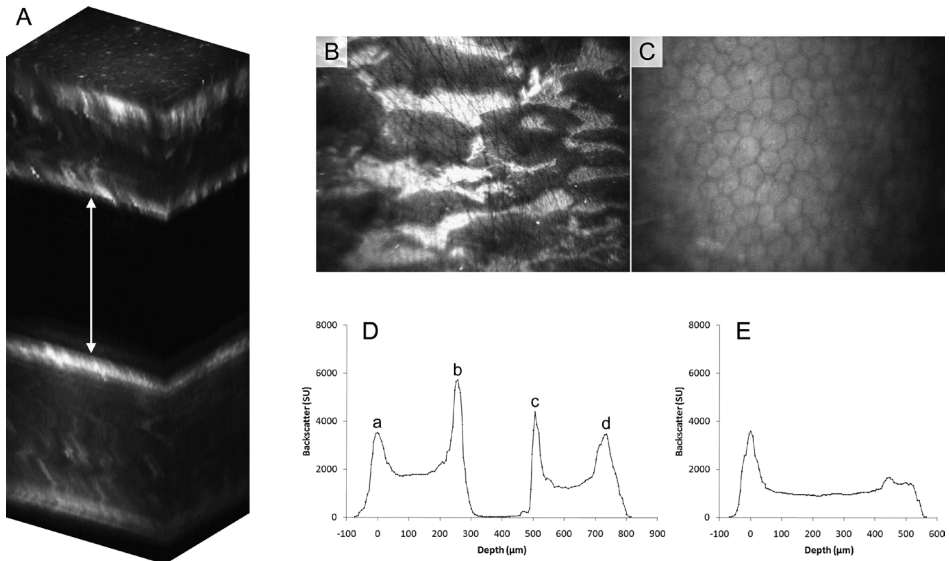 A
B
C
D
8000
6000
4000
2000
0
Backscatter (SU)
a
b
c
d
-100 0 100 200 300 400 500 600 700 800 900
Depth (µm)
E
8000
6000
4000
2000
0
Backscatter (SU)
-100 0 100 200 300 400 500 600
Depth (µm)